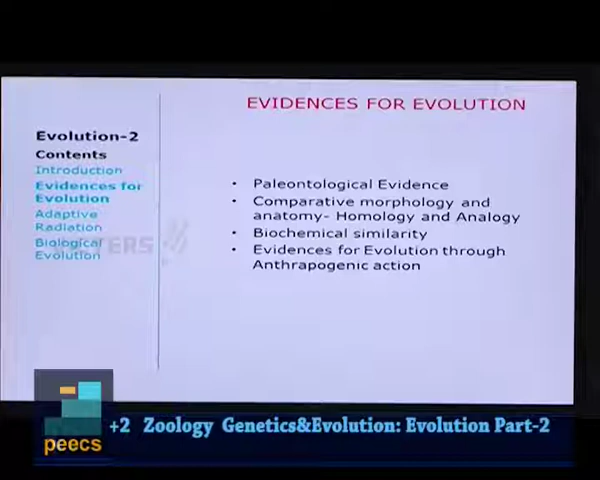 EVIDENCES FOR EVOLUTION
Evolution-2
Contents
Introduction
Evidences for
Evolution
Adaptive
Radiation
Biological
Evolution
• Paleontological Evidence
• Comparative morphology and
anatomy- Homology and Analogy
• Biochemical similarity
• Evidences for Evolution through
Anthrapogenic action
peecs
+2 Zoology Genetics&Evolution: Evolution Part-2